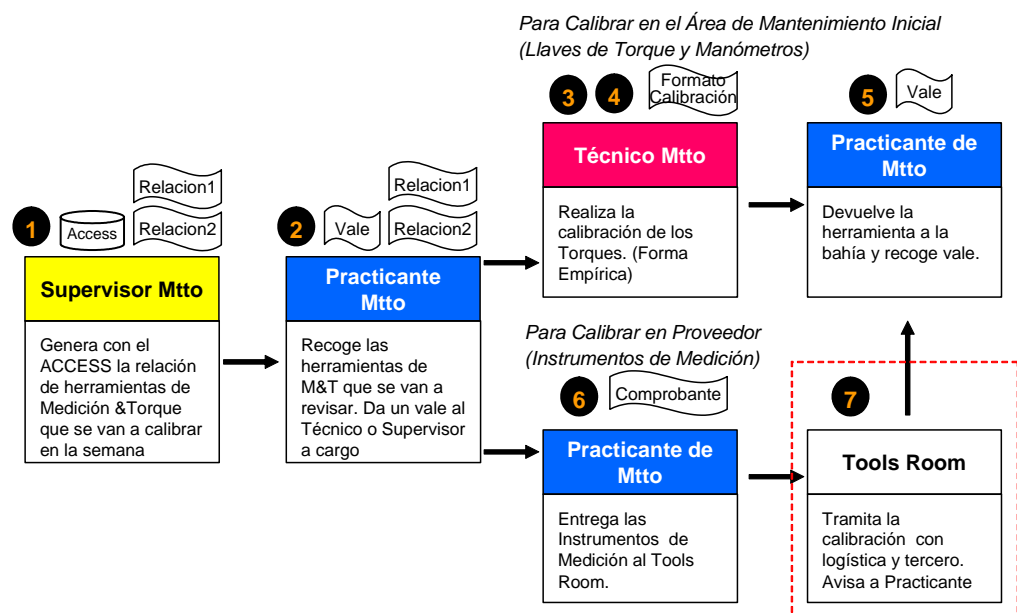 Para Calibrar en el Área de Mantenimiento Inicial
(Llaves de Torque y Manómetros)
3
4
Formato
Calibración
5
Vale
Técnico Mtto
Realiza la
calibración de los
Torques. (Forma
Empírica)
Practicante de
Mtto
Devuelve la
herramienta a la
bahía y recoge vale.
1
Access
Relacion1
Relacion2
Supervisor Mtto
Genera con el
ACCESS la relación
de herramientas de
Medición &Torque
que se van a calibrar
en la semana
2
Vale
Relacion1
Relacion2
Practicante
Mtto
Recoge las
herramientas de
M&T que se van a
revisar. Da un vale al
Técnico o Supervisor
a cargo
Para Calibrar en Proveedor
(Instrumentos de Medición)
6
Comprobante
Practicante de
Mtto
Entrega las
Instrumentos de
Medición al Tools
Room.
7
Tools Room
Tramita la
calibración con
logística y tercero.
Avisa a Practicante